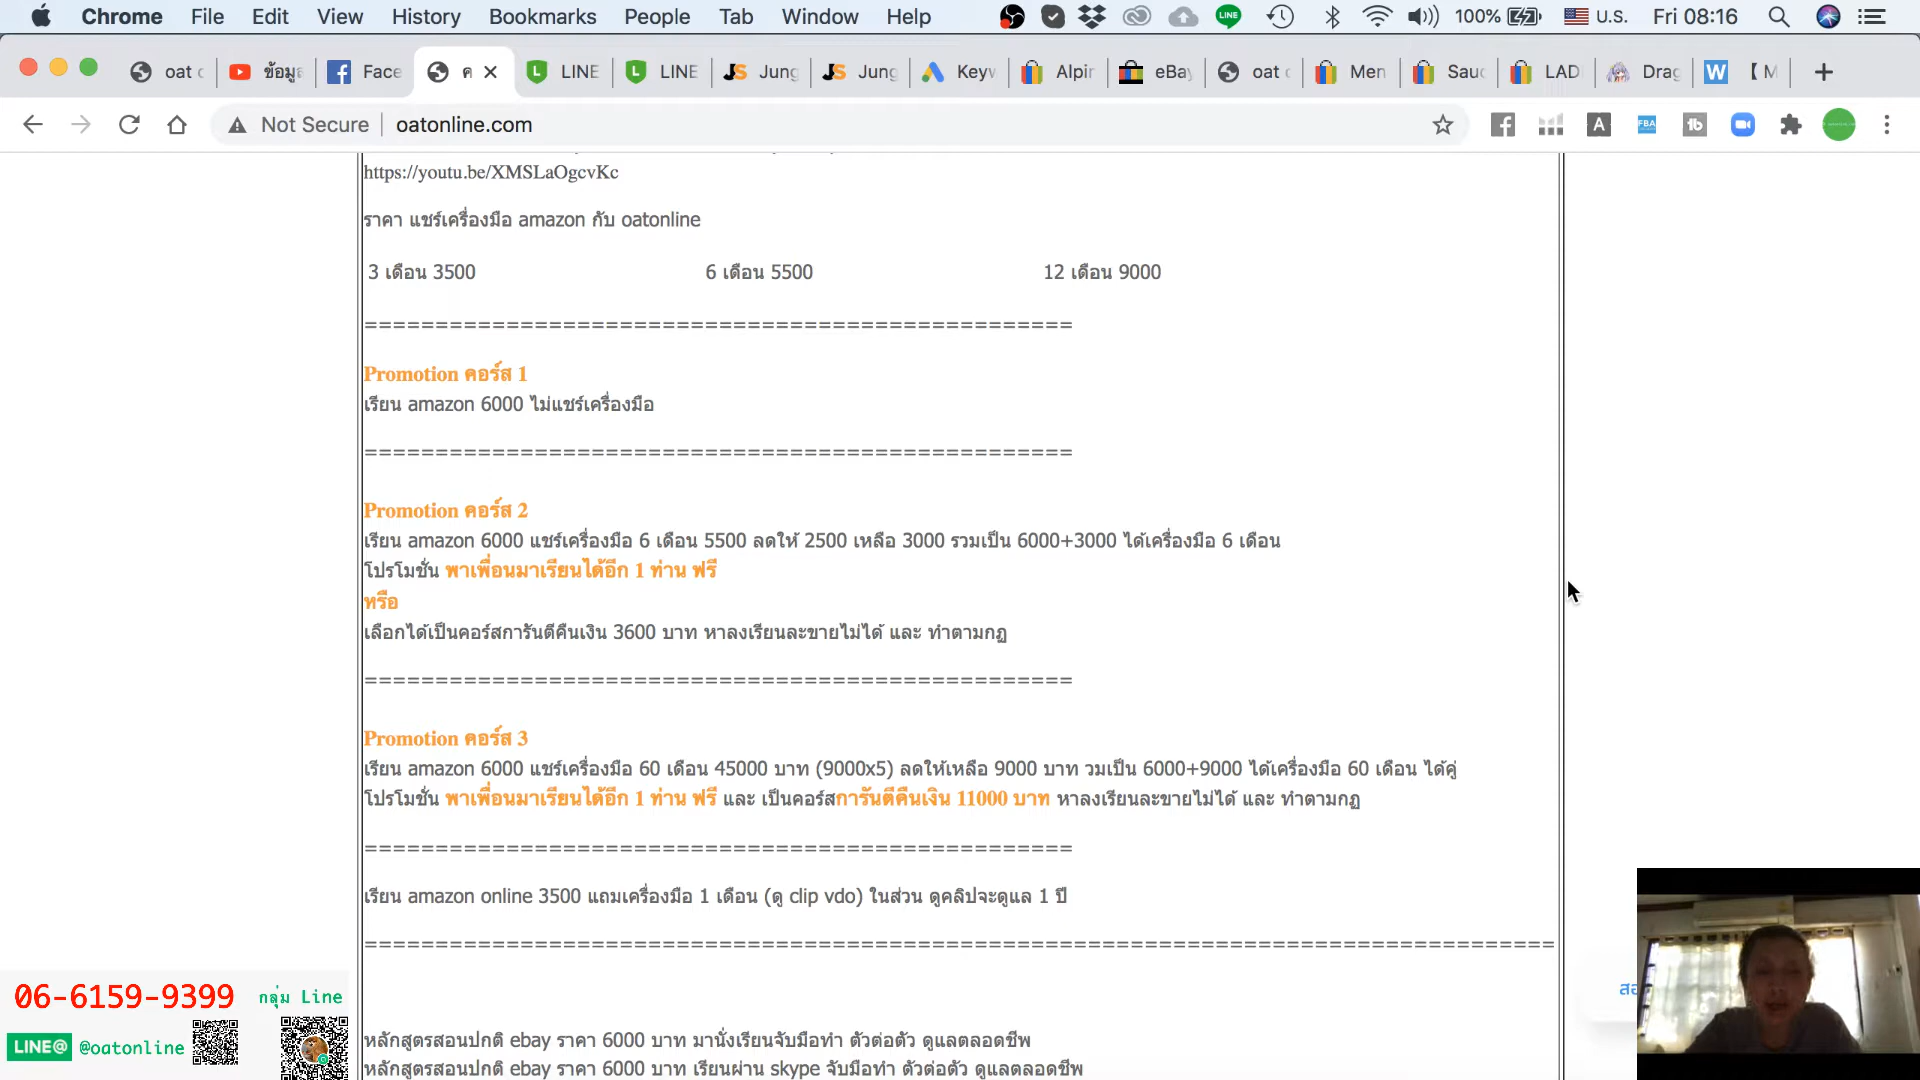 Chrome File Edit View History Bookmarks People Tab Window Help 100% U.S. Fri 08:16
oat c ข้อมูล Face ค LINE LINE Jung Jung Keyw Alpir eBay oat c Men Sauc LAD Drag 【 M
Not Secure oatonline.com
https://youtu.be/XMSLaOgcvKc
ราคา แชร์เครื่องมือ amazon กับ oatonline
3 เดือน 3500 6 เดือน 5500 12 เดือน 9000
==================================================
Promotion คอร์ส 1
เรียน amazon 6000 ไม่แชร์เครื่องมือ
==================================================
Promotion คอร์ส 2
เรียน amazon 6000 แชร์เครื่องมือ 6 เดือน 5500 ลดให้ 2500 เหลือ 3000 รวมเป็น 6000+3000 ได้เครื่องมือ 6 เดือน
โปรโมชั่น พาเพื่อนมาเรียนได้อีก 1 ท่าน ฟรี
หรือ
เลือกได้เป็นคอร์สการันตีคืนเงิน 3600 บาท หาลงเรียนละขายไม่ได้ และ ทำตามกฏ
==================================================
Promotion คอร์ส 3
เรียน amazon 6000 แชร์เครื่องมือ 60 เดือน 45000 บาท (9000x5) ลดให้เหลือ 9000 บาท วมเป็น 6000+9000 ได้เครื่องมือ 60 เดือน ได้คู่
โปรโมชั่น พาเพื่อนมาเรียนได้อีก 1 ท่าน ฟรี และ เป็นคอร์สการันตีคืนเงิน 11000 บาท หาลงเรียนละขายไม่ได้ และ ทำตามกฏ
==================================================
เรียน amazon online 3500 แถมเครื่องมือ 1 เดือน (ดู clip vdo) ในส่วน ดูคลิปจะดูแล 1 ปี
====================================================================================
หลักสูตรสอนปกติ ebay ราคา 6000 บาท มานั่งเรียนจับมือทำ ตัวต่อตัว ดูแลตลอดชีพ
หลักสูตรสอนปกติ ebay ราคา 6000 บาท เรียนผ่าน skype จับมือทำ ตัวต่อตัว ดูแลตลอดชีพ
06-6159-9399 กลุ่ม Line
LINE@ @oatonline